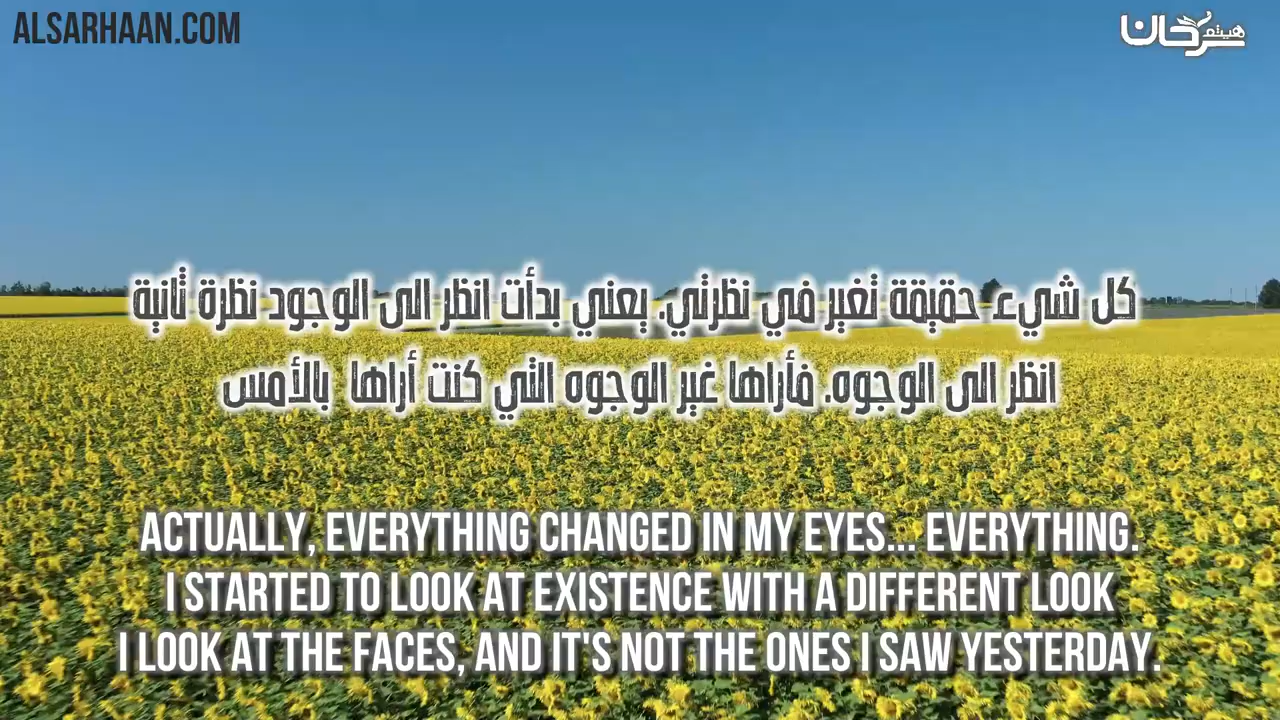 ALSARHAAN.COM
هيثم سرحان
كل شيء حقيقة تغير في نظرتي. يعني بدأت انظر الى الوجود نظرة ثانية
انظر الى الوجوه. فأراها غير الوجوه التي كنت أراها بالأمس
ACTUALLY, EVERYTHING CHANGED IN MY EYES... EVERYTHING.
I STARTED TO LOOK AT EXISTENCE WITH A DIFFERENT LOOK
I LOOK AT THE FACES, AND IT'S NOT THE ONES I SAW YESTERDAY.